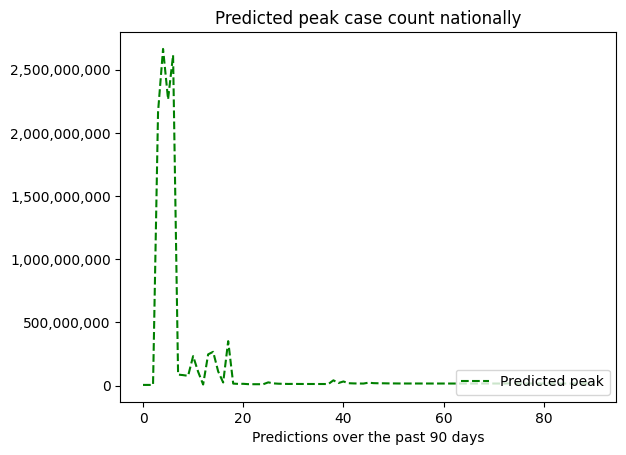 Predicted peak case count nationally
2,500,000,000
2,000,000,000
1,500,000,000
1,000,000,000
500,000,000
0
Predicted peak
0 20 40 60 80
Predictions over the past 90 days